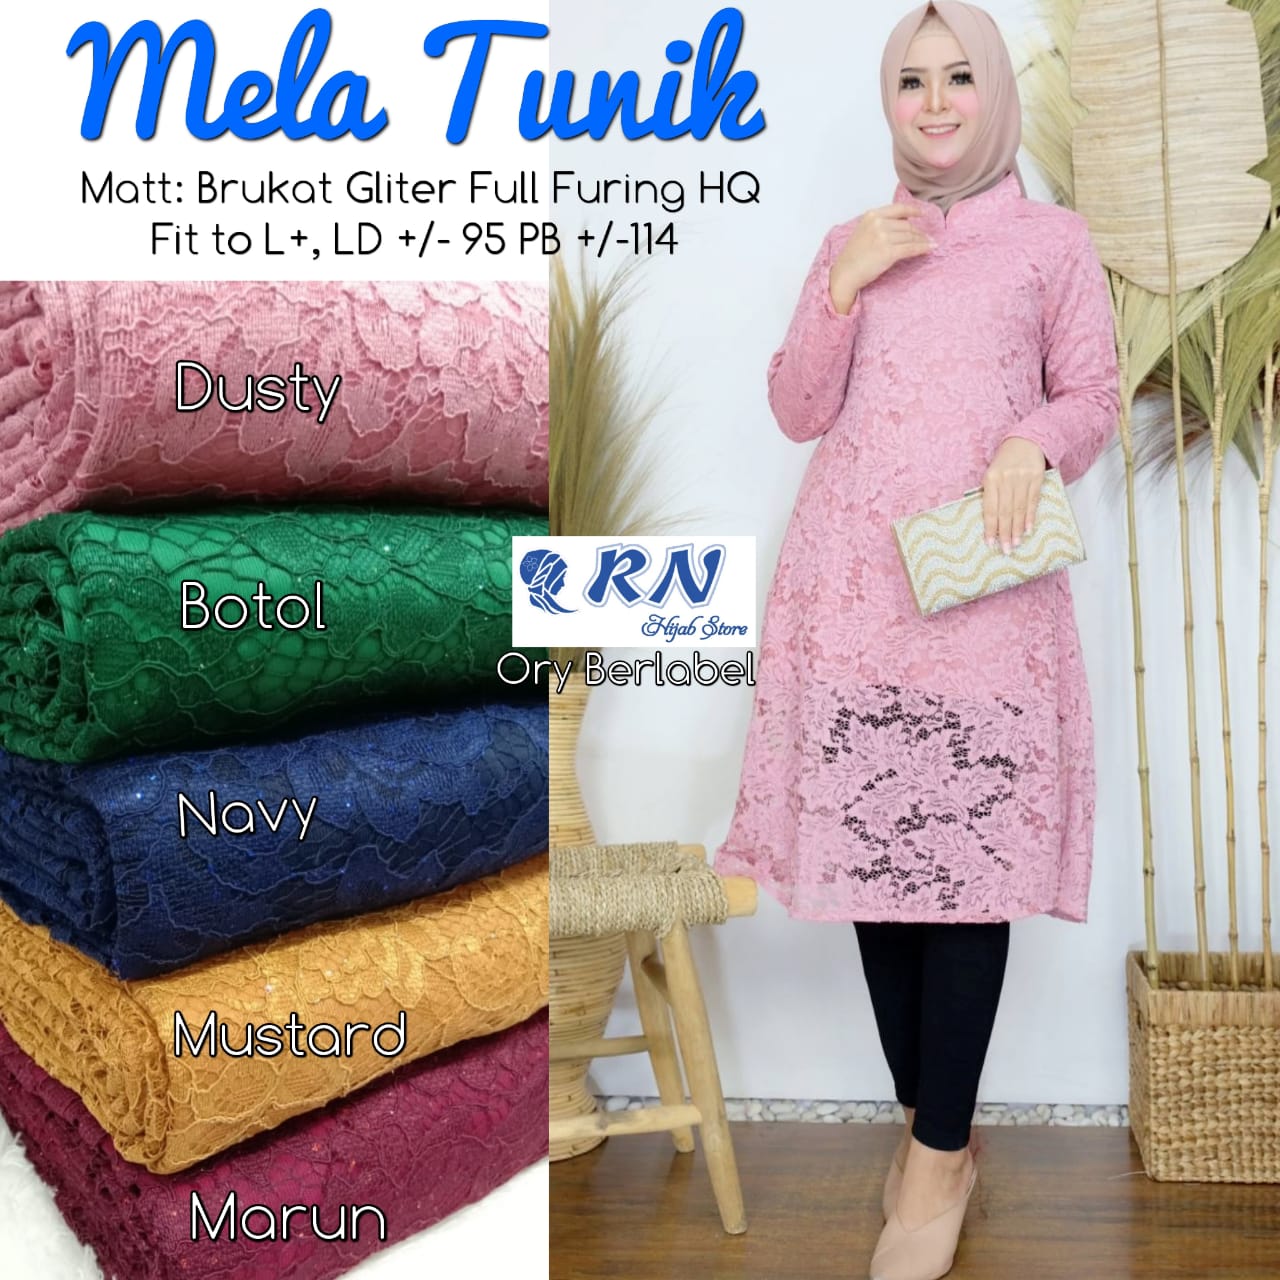 Mela Tunik
Matt: Brukat Gliter Full Furing HQ
Fit to L+, LD +/- 95 PB +/-114
Dusty
Botol
RN
Hijab Store
Ory Berlabel
Navy
Mustard
Marun